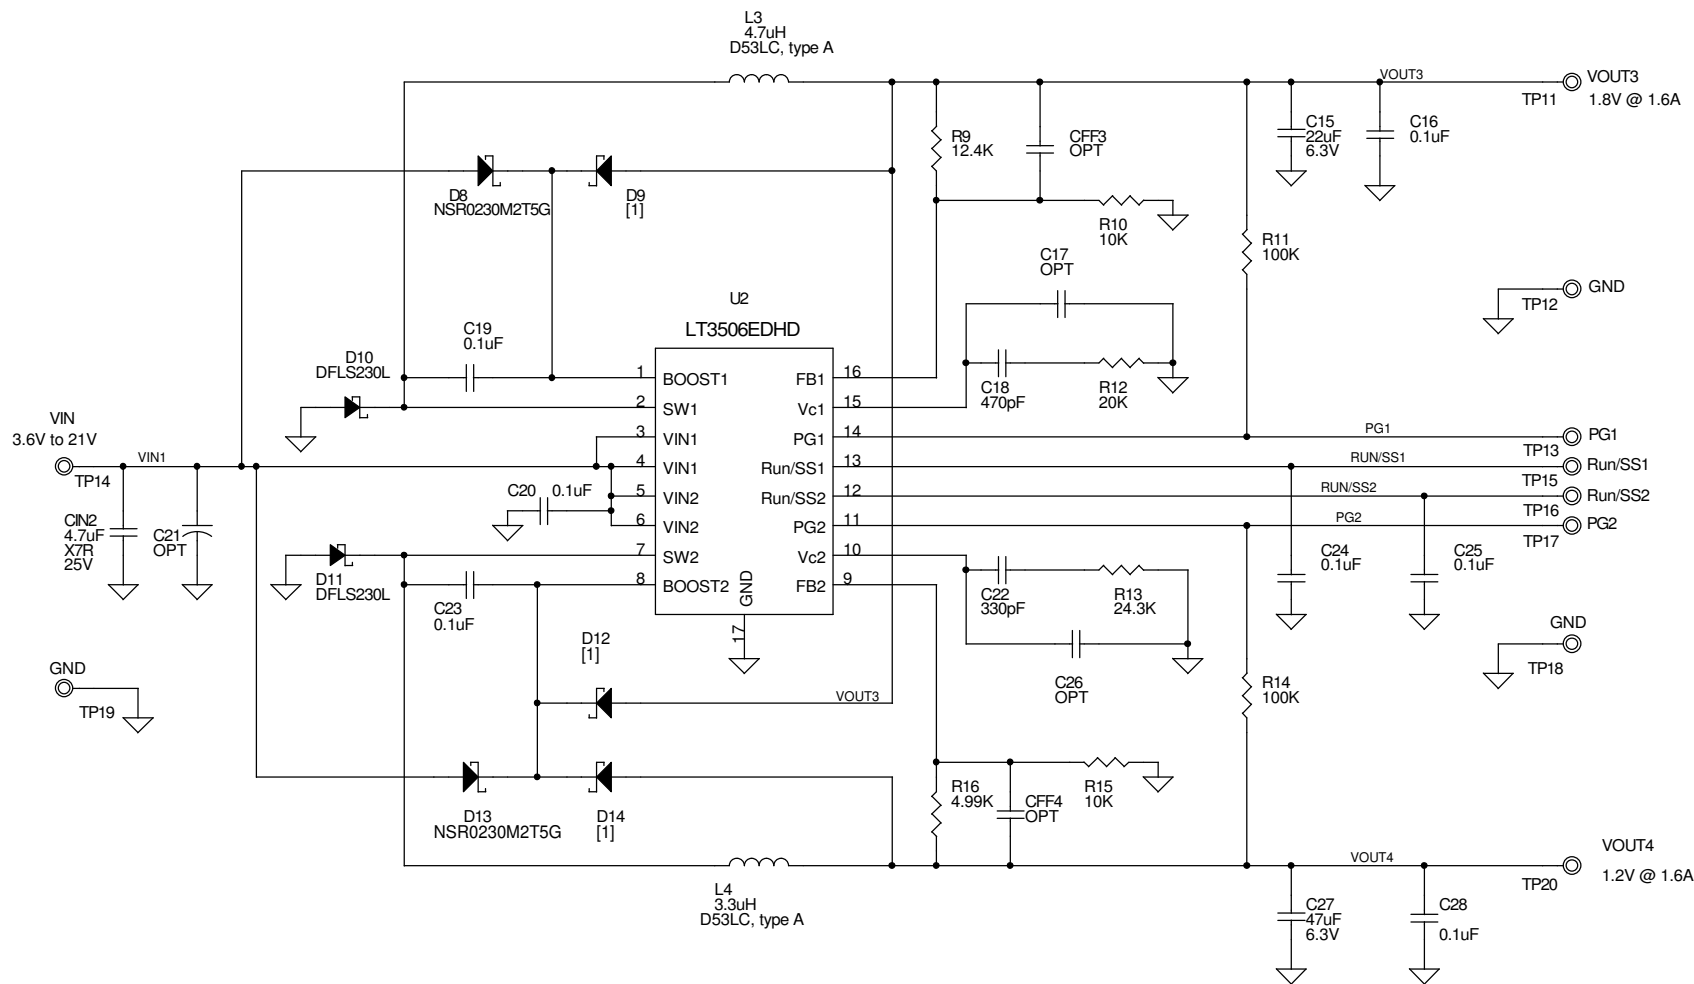 L3
4.7uH
D53LC, type A
VOUT3
VOUT3
TP11
1.8V @ 1.6A
R9
12.4K
CFF3
OPT
C15
22uF
6.3V
C16
0.1uF
D8
NSR0230M2T5G
D9
[1]
R10
10K
R11
100K
C17
OPT
GND
TP12
U2
LT3506EDHD
C19
0.1uF
D10
DFLS230L
C18
470pF
R12
20K
1
BOOST1
FB1
16
2
SW1
Vc1
15
3
VIN1
PG1
14
4
VIN1
Run/SS1
13
5
VIN2
Run/SS2
12
6
VIN2
PG2
11
7
SW2
Vc2
10
8
BOOST2
FB2
9
GND
17
VIN
3.6V to 21V
VIN1
TP14
PG1
PG1
TP13
RUN/SS1
Run/SS1
TP15
RUN/SS2
Run/SS2
TP16
PG2
PG2
TP17
C20
0.1uF
CIN2
4.7uF
X7R
25V
C21
OPT
D11
DFLS230L
C23
0.1uF
C22
330pF
R13
24.3K
C24
0.1uF
C25
0.1uF
D12
[1]
C26
OPT
GND
TP18
GND
TP19
VOUT3
R14
100K
D13
NSR0230M2T5G
D14
[1]
R16
4.99K
CFF4
OPT
R15
10K
L4
3.3uH
D53LC, type A
VOUT4
VOUT4
TP20
1.2V @ 1.6A
C27
47uF
6.3V
C28
0.1uF